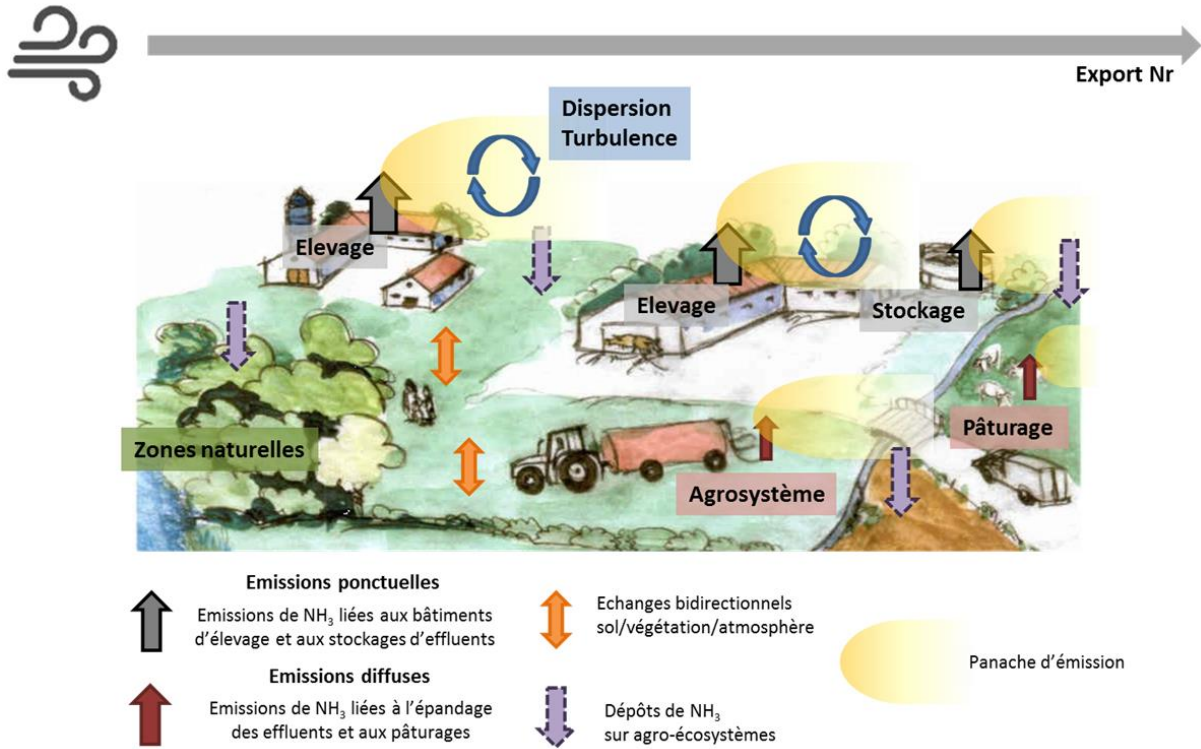 Export Nr
Dispersion
Turbulence
Elevage
Elevage
Stockage
Zones naturelles
Pâturage
Agrosystème
Emissions ponctuelles
Emissions de NH₃ liées aux bâtiments
d’élevage et aux stockages d’effluents
Emissions diffuses
Emissions de NH₃ liées à l’épandage
des effluents et aux pâturages
Echanges bidirectionnels
sol/végétation/atmosphère
Dépôts de NH₃
sur agro-écosystèmes
Panache d’émission